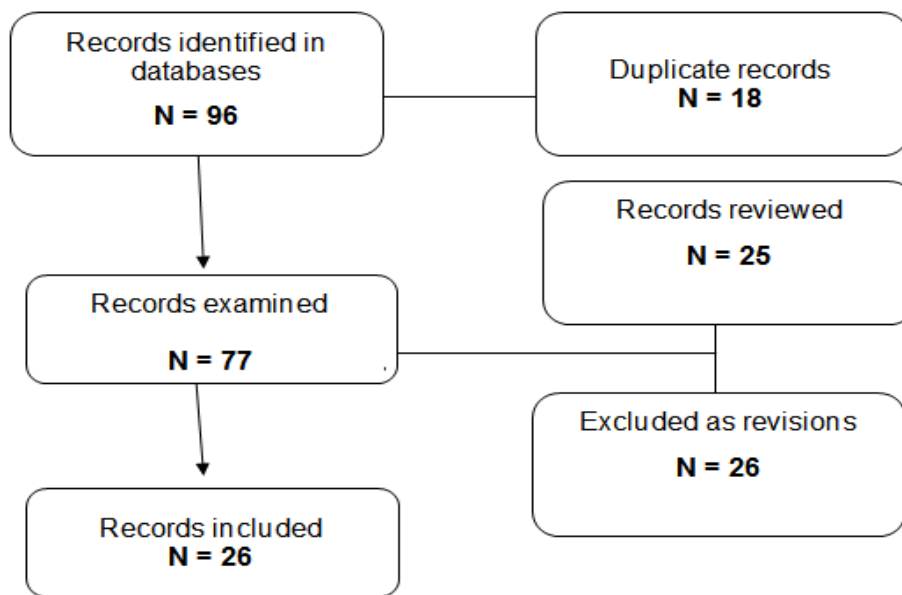 Records identified in
databases
N = 96
Duplicate records
N = 18
Records reviewed
N = 25
Records examined
N = 77
Excluded as revisions
N = 26
Records included
N = 26